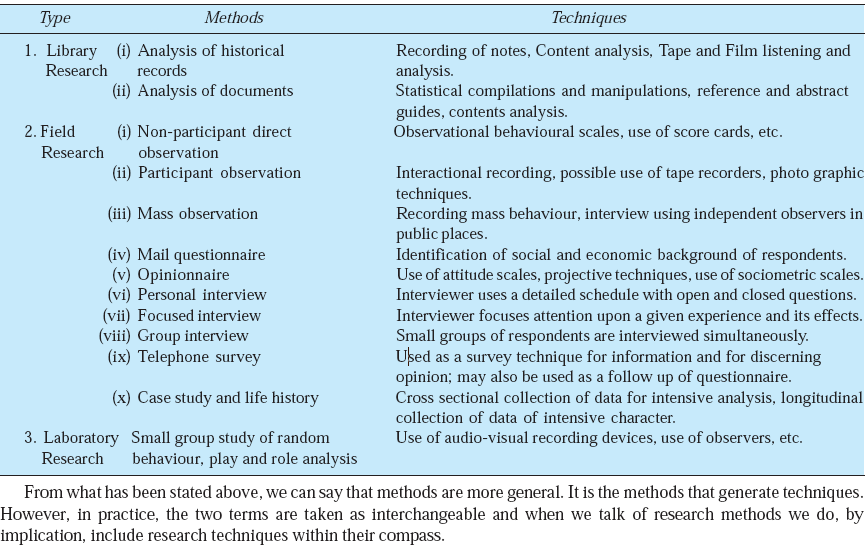 Type Methods Techniques
1. Library (i) Analysis of historical Recording of notes, Content analysis, Tape and Film listening and
Research records analysis.
(ii) Analysis of documents Statistical compilations and manipulations, reference and abstract
guides, contents analysis.
2. Field (i) Non-participant direct Observational behavioural scales, use of score cards, etc.
Research observation
(ii) Participant observation Interactional recording, possible use of tape recorders, photo graphic
techniques.
(iii) Mass observation Recording mass behaviour, interview using independent observers in
public places.
(iv) Mail questionnaire Identification of social and economic background of respondents.
(v) Opinionnaire Use of attitude scales, projective techniques, use of sociometric scales.
(vi) Personal interview Interviewer uses a detailed schedule with open and closed questions.
(vii) Focused interview Interviewer focuses attention upon a given experience and its effects.
(viii) Group interview Small groups of respondents are interviewed simultaneously.
(ix) Telephone survey Used as a survey technique for information and for discerning
opinion; may also be used as a follow up of questionnaire.
(x) Case study and life history Cross sectional collection of data for intensive analysis, longitudinal
collection of data of intensive character.
3. Laboratory Small group study of random Use of audio-visual recording devices, use of observers, etc.
Research behaviour, play and role analysis
From what has been stated above, we can say that methods are more general. It is the methods that generate techniques.
However, in practice, the two terms are taken as interchangeable and when we talk of research methods we do, by
implication, include research techniques within their compass.